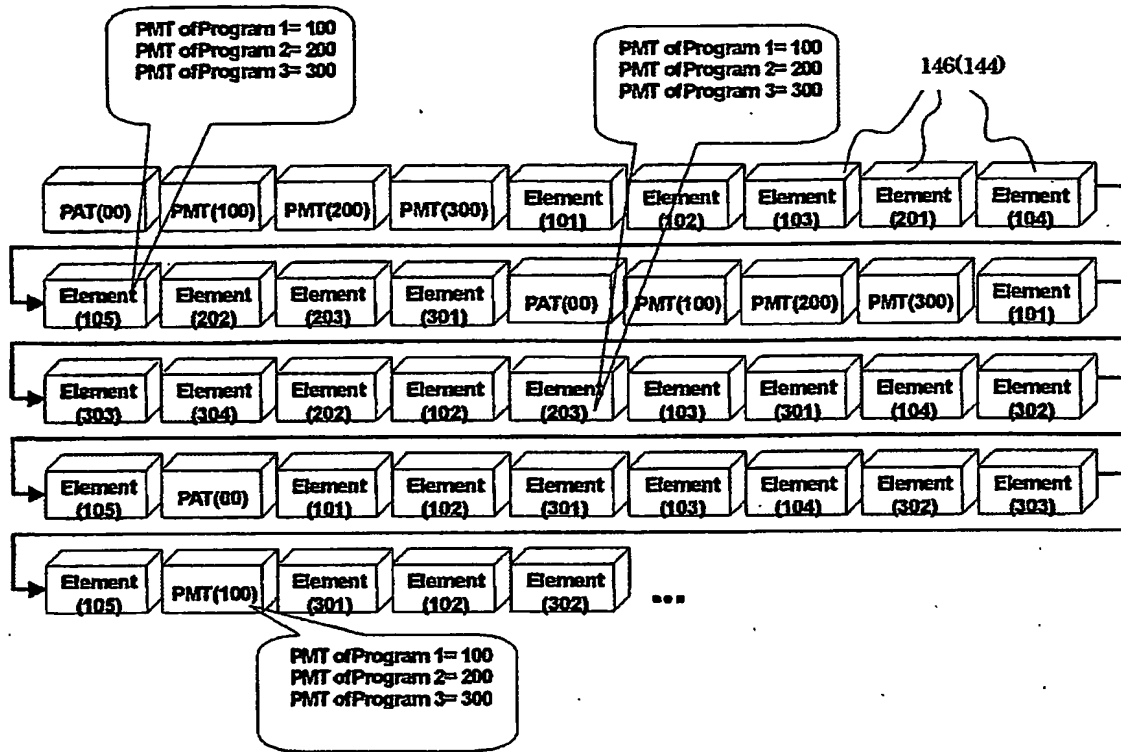 PMT of Program 1= 100
PMT of Program 2= 200
PMT of Program 3= 300
PMT of Program 1= 100
PMT of Program 2= 200
PMT of Program 3= 300
146(144)
PAT(00) PMT(100) PMT(200) PMT(300) Element (101) Element (102) Element (103) Element (201) Element (104)
Element (105) Element (202) Element (203) Element (301) PAT(00) PMT(100) PMT(200) PMT(300) Element (101)
Element (303) Element (304) Element (202) Element (102) Element (203) Element (103) Element (301) Element (104) Element (302)
Element (105) PAT(00) Element (101) Element (102) Element (301) Element (103) Element (104) Element (302) Element (303)
Element (105) PMT(100) Element (301) Element (102) Element (302) ...
PMT of Program 1= 100
PMT of Program 2= 200
PMT of Program 3= 300